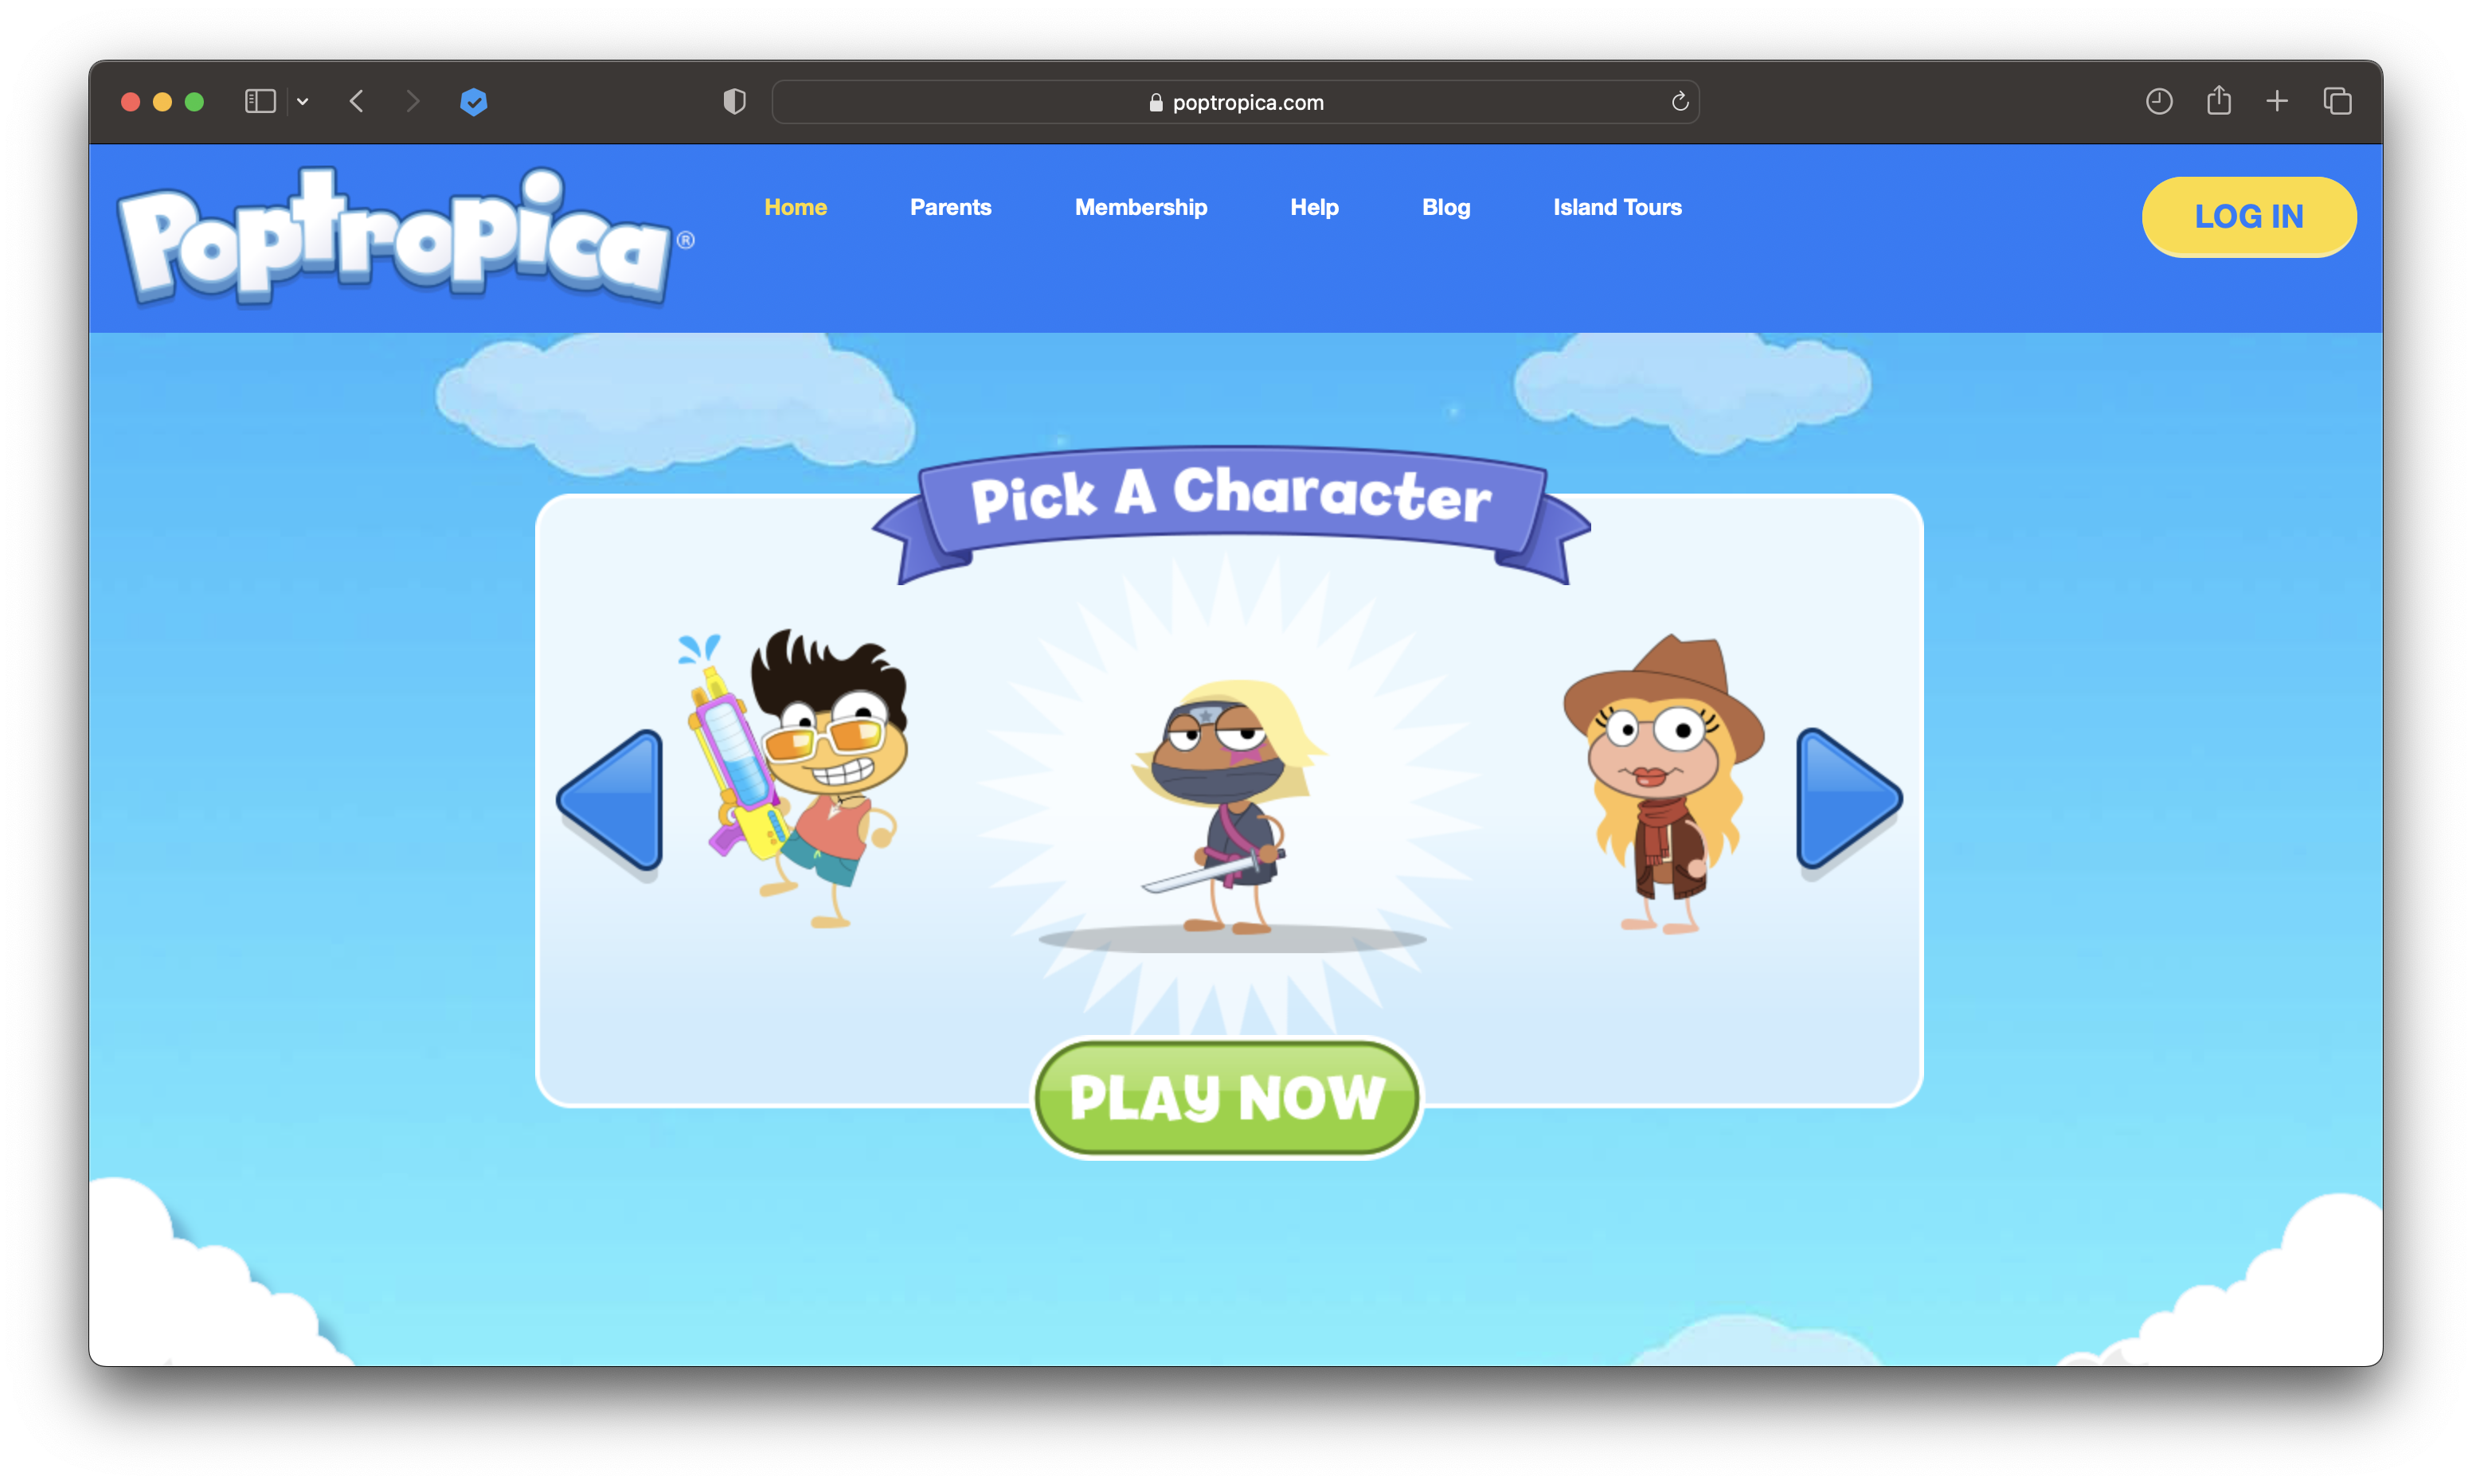 poptropica.com
Poptropica®
Home Parents Membership Help Blog Island Tours
LOG IN
Pick A Character
PLAY NOW